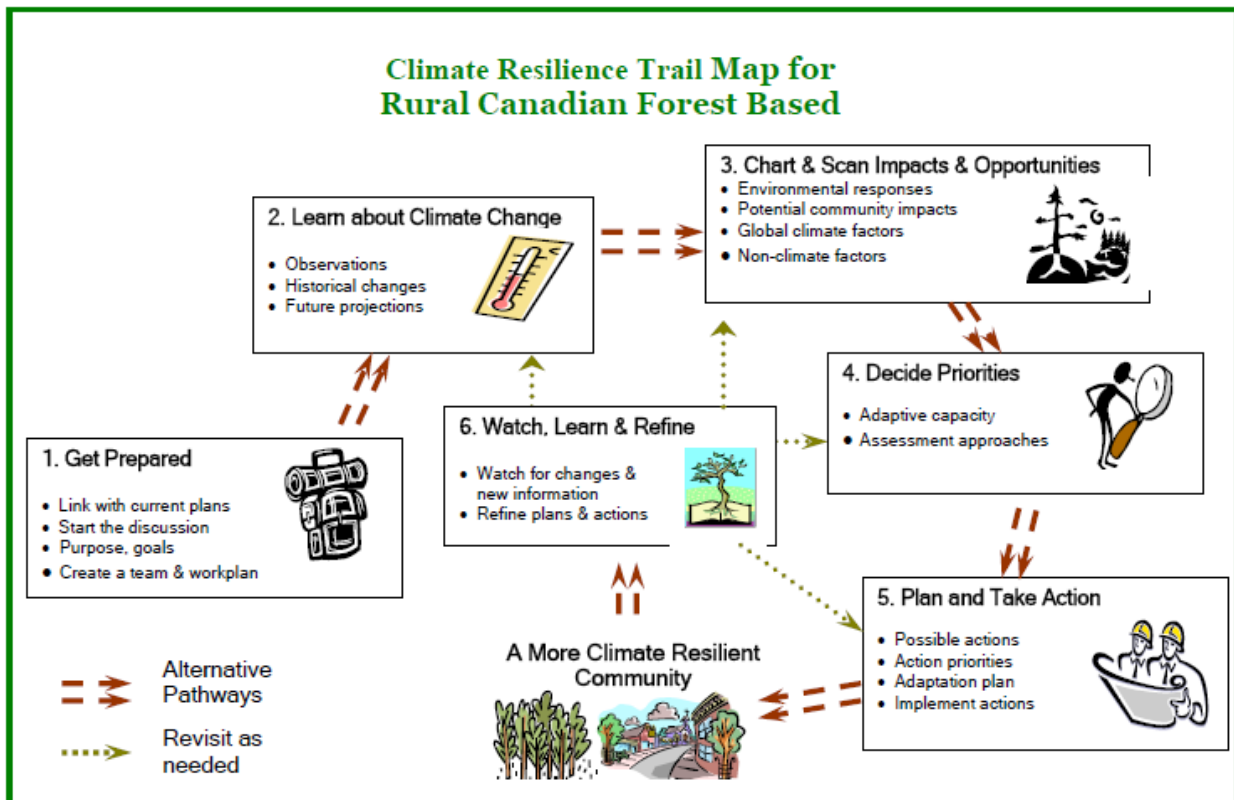 Climate Resilience Trail Map for
Rural Canadian Forest Based
1. Get Prepared
• Link with current plans
• Start the discussion
• Purpose, goals
• Create a team & workplan
2. Learn about Climate Change
• Observations
• Historical changes
• Future projections
3. Chart & Scan Impacts & Opportunities
• Environmental responses
• Potential community impacts
• Global climate factors
• Non-climate factors
4. Decide Priorities
• Adaptive capacity
• Assessment approaches
5. Plan and Take Action
• Possible actions
• Action priorities
• Adaptation plan
• Implement actions
6. Watch, Learn & Refine
• Watch for changes &
new information
• Refine plans & actions
A More Climate Resilient
Community
Alternative
Pathways
Revisit as
needed